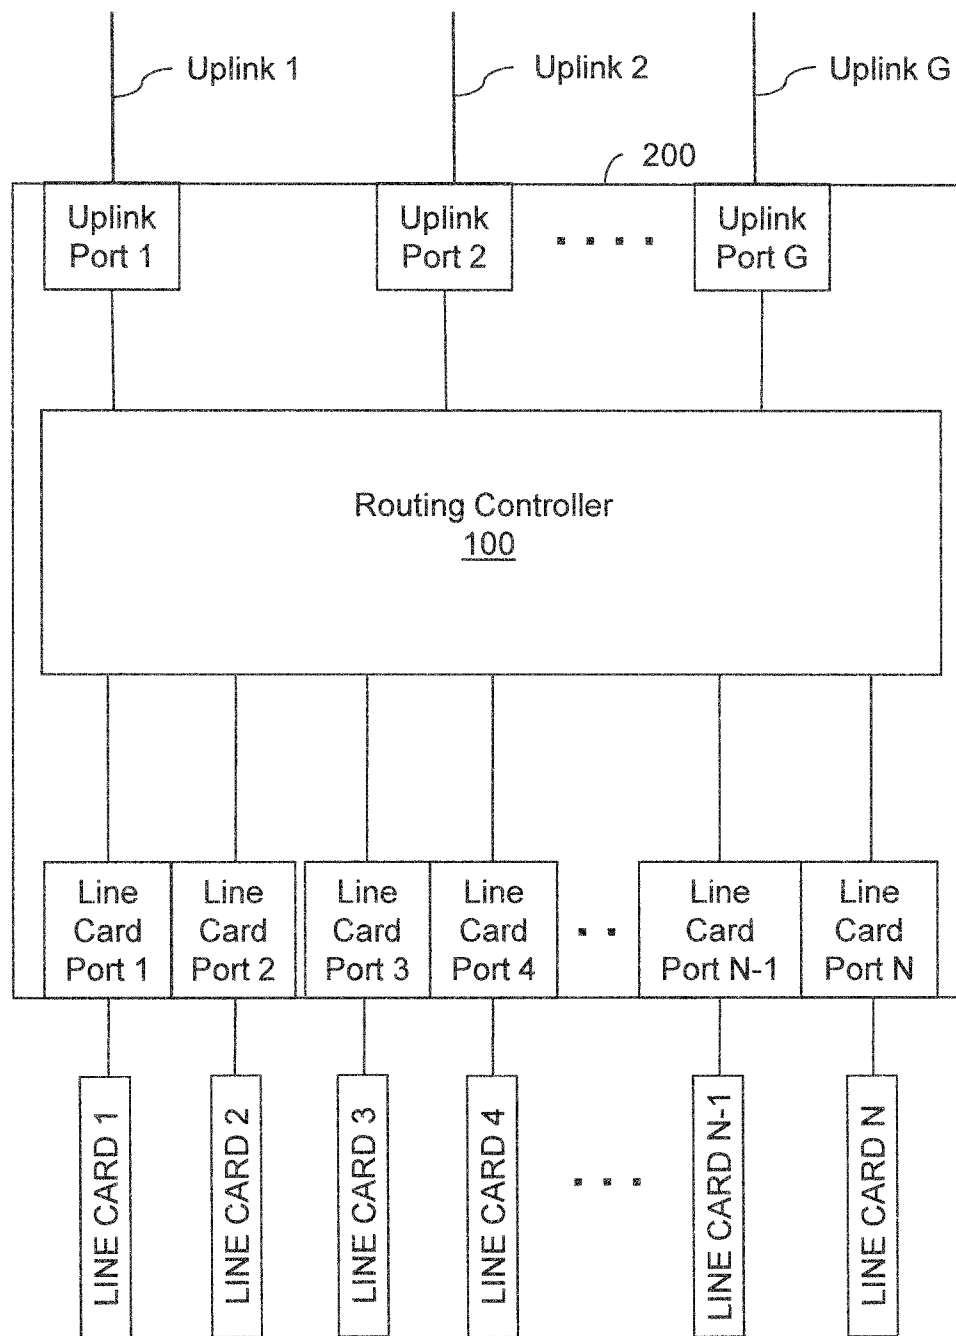 Uplink 1
Uplink 2
Uplink G
200
Uplink
Port 1
Uplink
Port 2
Uplink
Port G
Routing Controller
100
Line
Card
Port 1
Line
Card
Port 2
Line
Card
Port 3
Line
Card
Port 4
Line
Card
Port N-1
Line
Card
Port N
LINE CARD 1
LINE CARD 2
LINE CARD 3
LINE CARD 4
LINE CARD N-1
LINE CARD N